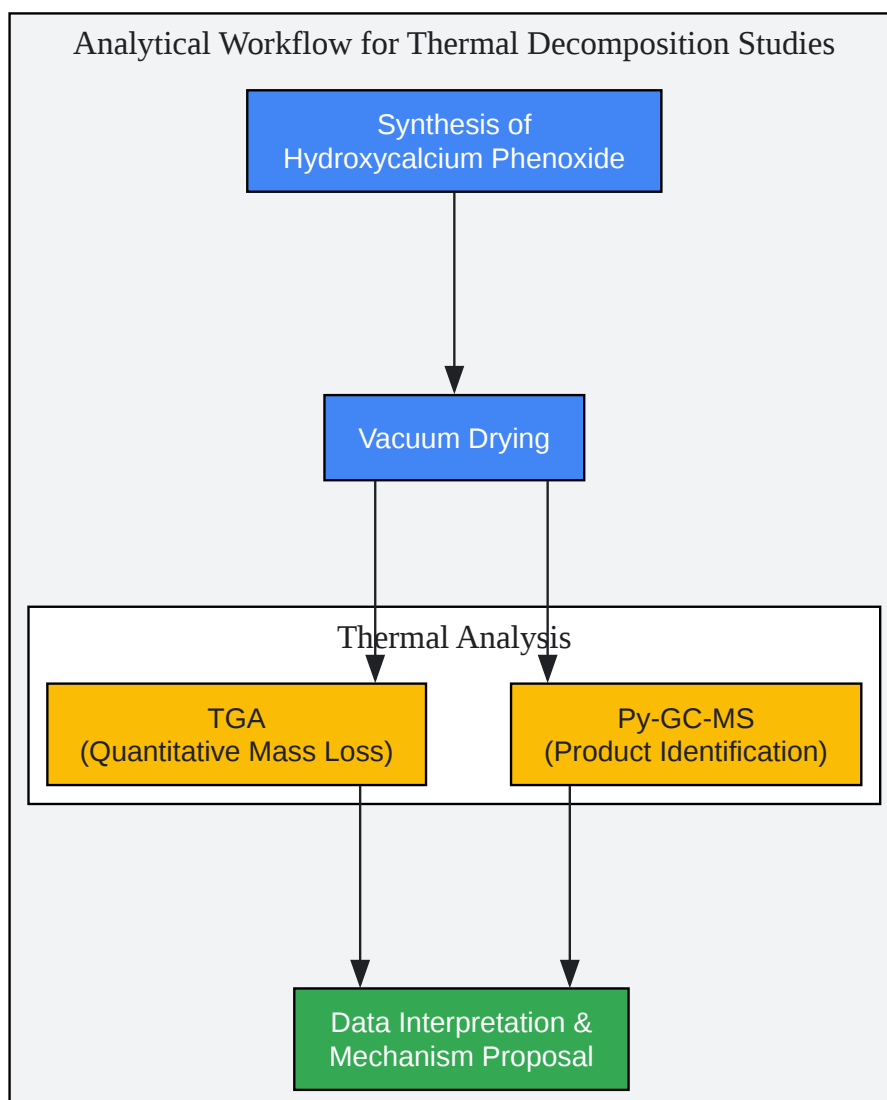 Analytical Workflow for Thermal Decomposition Studies
Synthesis of
Hydroxycalcium Phenoxide
Vacuum Drying
Thermal Analysis
TGA
(Quantitative Mass Loss)
Py-GC-MS
(Product Identification)
Data Interpretation &
Mechanism Proposal